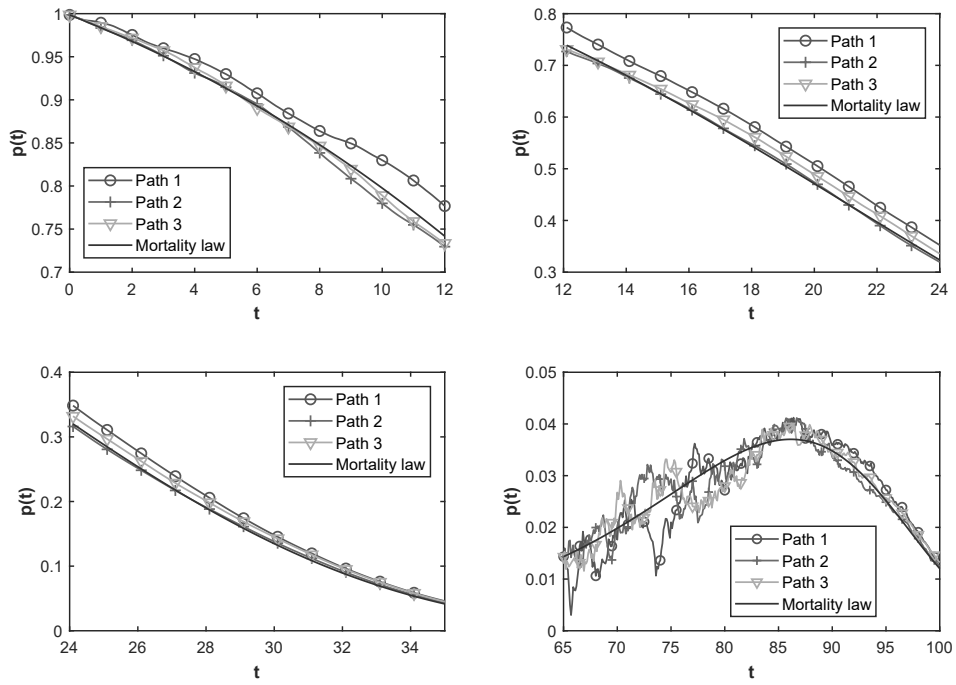 1
0.95
0.9
0.85
0.8
0.75
0.7
p(t)
Path 1
Path 2
Path 3
Mortality law
0 2 4 6 8 10 12
t
0.8
0.7
0.6
0.5
0.4
0.3
p(t)
Path 1
Path 2
Path 3
Mortality law
12 14 16 18 20 22 24
t
0.4
0.3
0.2
0.1
0
p(t)
Path 1
Path 2
Path 3
Mortality law
24 26 28 30 32 34
t
0.05
0.04
0.03
0.02
0.01
0
p(t)
Path 1
Path 2
Path 3
Mortality law
65 70 75 80 85 90 95 100
t